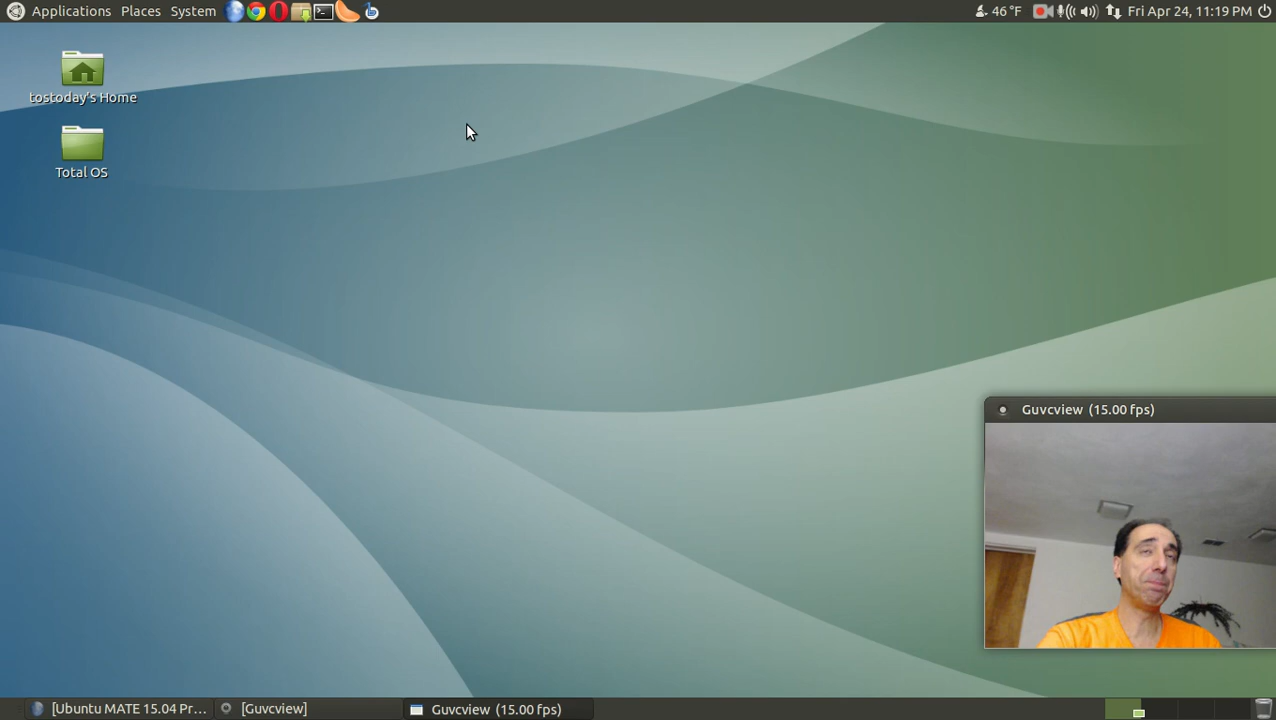 Applications Places System
46 °F
Fri Apr 24, 11:19 PM
tostoday's Home
Total OS
Guvcview (15.00 fps)
[Ubuntu MATE 15.04 Pr...
[Guvcview]
Guvcview (15.00 fps)